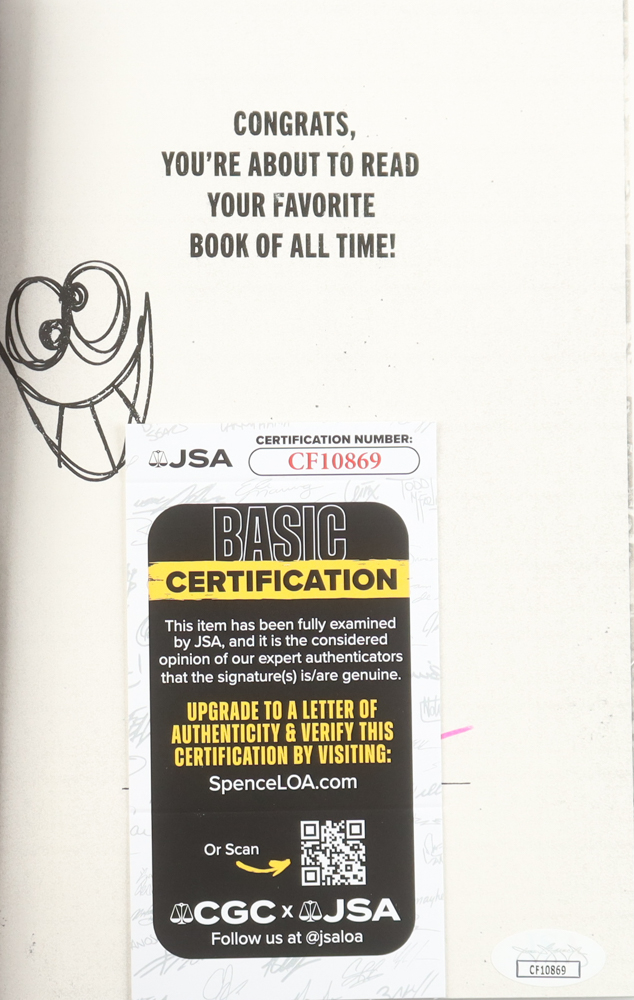 CONGRATS,
YOU'RE ABOUT TO READ
YOUR FAVORITE
BOOK OF ALL TIME!
JSA
CERTIFICATION NUMBER:
CF10869
BASIC
CERTIFICATION
This item has been fully examined
by JSA, and it is the considered
opinion of our expert authenticators
that the signature(s) is/are genuine.
UPGRADE TO A LETTER OF
AUTHENTICITY & VERIFY THIS
CERTIFICATION BY VISITING:
SpenceLOA.com
Or Scan
CGC x JSA
Follow us at @jsaloa
CF10869